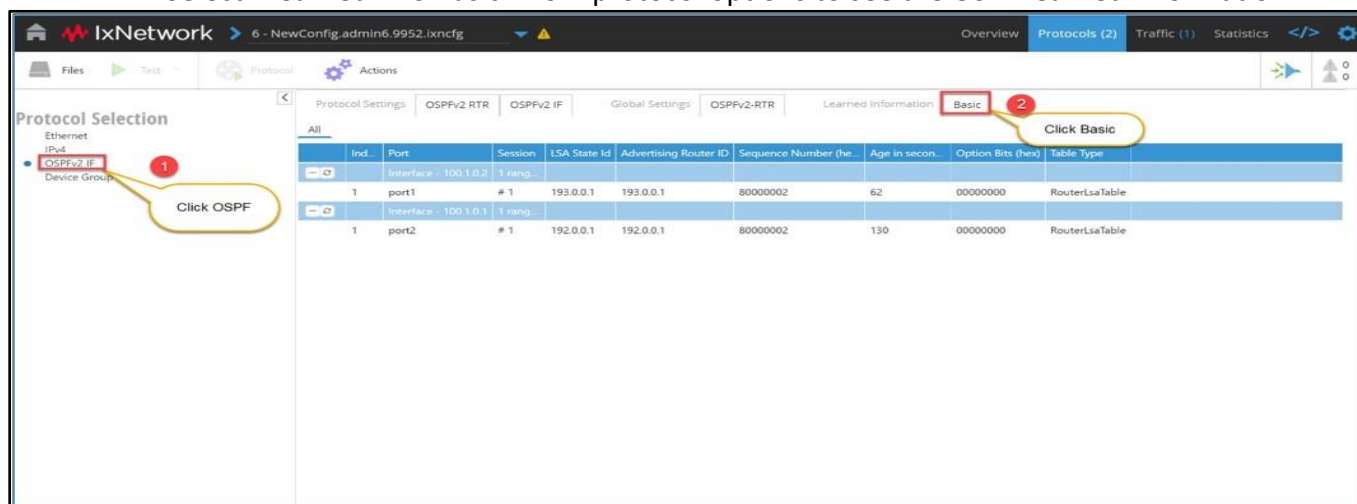 IxNetwork > 6 - NewConfig.admin6.9952.ixncfg Overview Protocols (2) Traffic (1) Statistics </>
Files Test Protocol Actions 0 0
Protocol Selection
Ethernet
IPv4
OSPFv2 IF
Device Group
1
Click OSPF
Protocol Settings OSPFv2 RTR OSPFv2 IF Global Settings OSPFv2-RTR Learned Information Basic
2
Click Basic
All
Ind... Port Session LSA State Id Advertising Router ID Sequence Number (he... Age in secon... Option Bits (hex) Table Type
Interface - 100.1.0.2 1 rang...
1 port1 # 1 193.0.0.1 193.0.0.1 80000002 62 00000000 RouterLsaTable
Interface - 100.1.0.1 1 rang...
1 port2 # 1 192.0.0.1 192.0.0.1 80000002 130 00000000 RouterLsaTable